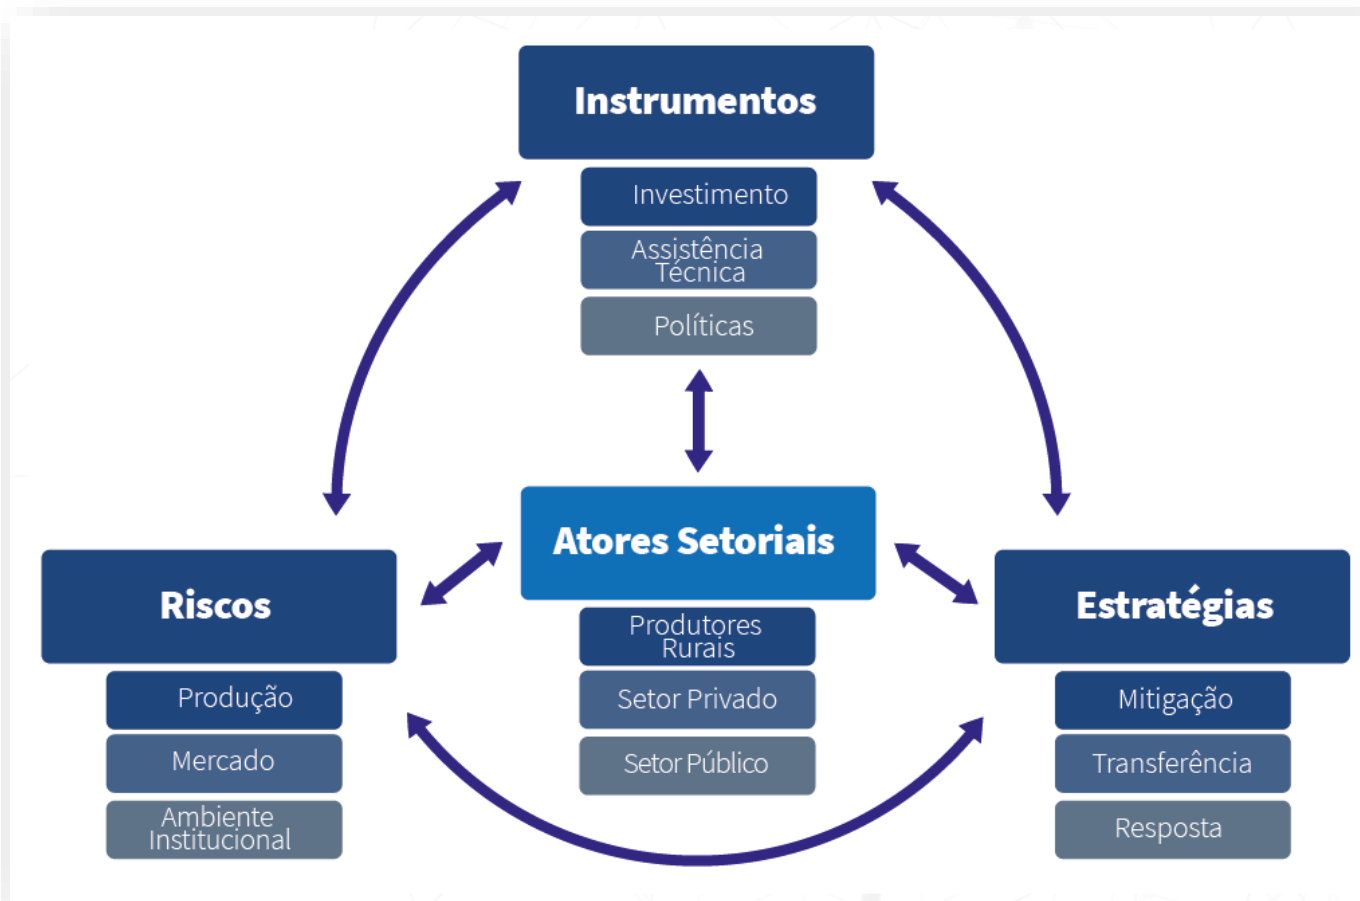 Instrumentos
Investimento
Assistência
Técnica
Políticas
Atores Setoriais
Produtores
Rurais
Setor Privado
Setor Público
Riscos
Produção
Mercado
Ambiente
Institucional
Estratégias
Mitigação
Transferência
Resposta